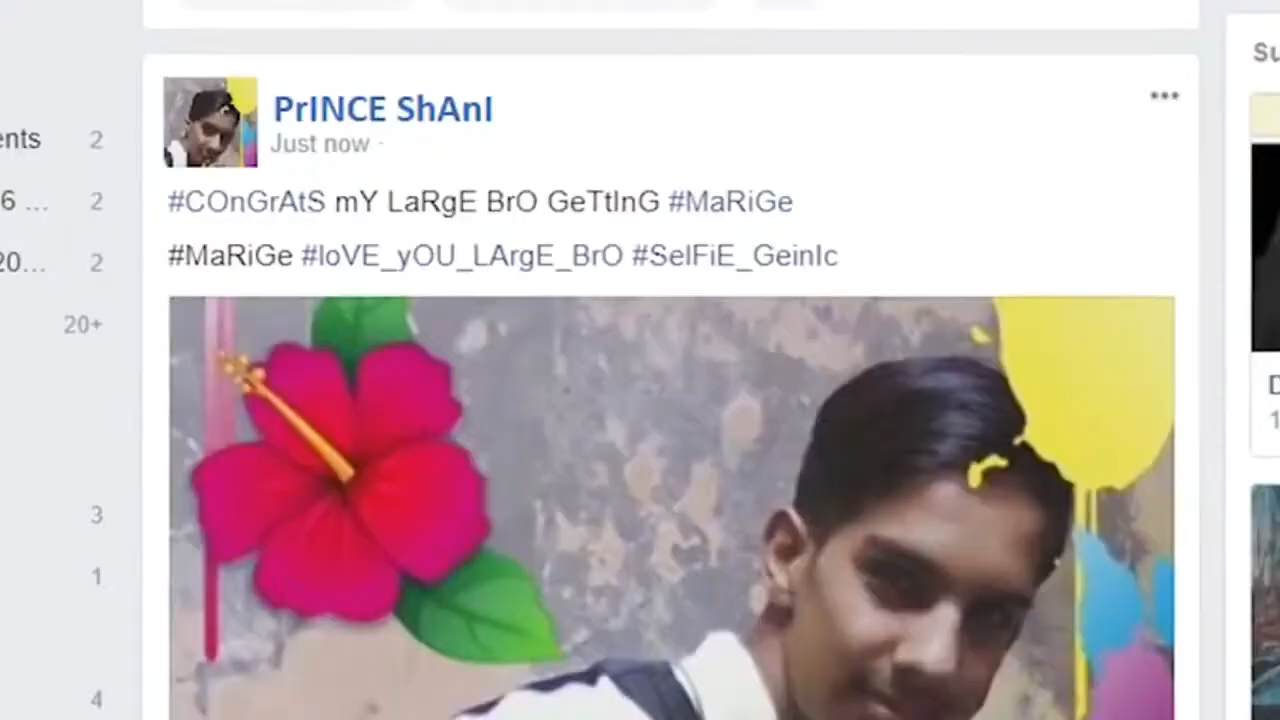 PrINCE ShAnI
Just now ·
#COnGrAtS mY LaRgE BrO GeTtInG #MaRiGe
#MaRiGe #loVE_yOU_LArgE_BrO #SelFiE_GeinIc
ents 2
6 ... 2
20... 2
20+
3
1
4
Su
D
1